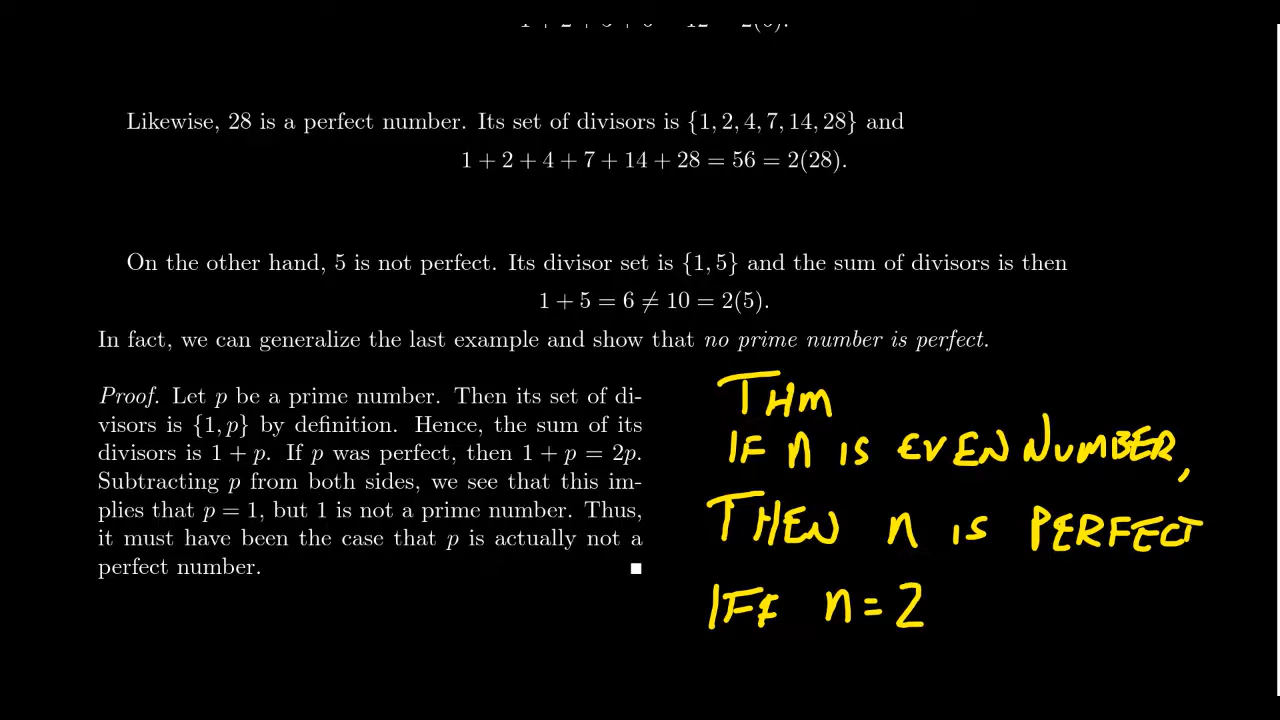 Likewise, 28 is a perfect number. Its set of divisors is {1, 2, 4, 7, 14, 28} and
1 + 2 + 4 + 7 + 14 + 28 = 56 = 2(28).
On the other hand, 5 is not perfect. Its divisor set is {1, 5} and the sum of divisors is then
1 + 5 = 6 ≠ 10 = 2(5).
In fact, we can generalize the last example and show that no prime number is perfect.
Proof. Let p be a prime number. Then its set of di-
visors is {1, p} by definition. Hence, the sum of its
divisors is 1 + p. If p was perfect, then 1 + p = 2p.
Subtracting p from both sides, we see that this im-
plies that p = 1, but 1 is not a prime number. Thus,
it must have been the case that p is actually not a
perfect number. ■
THM
IF n IS EVEN NUMBER,
THEN n IS PERFECT
IFF n = 2